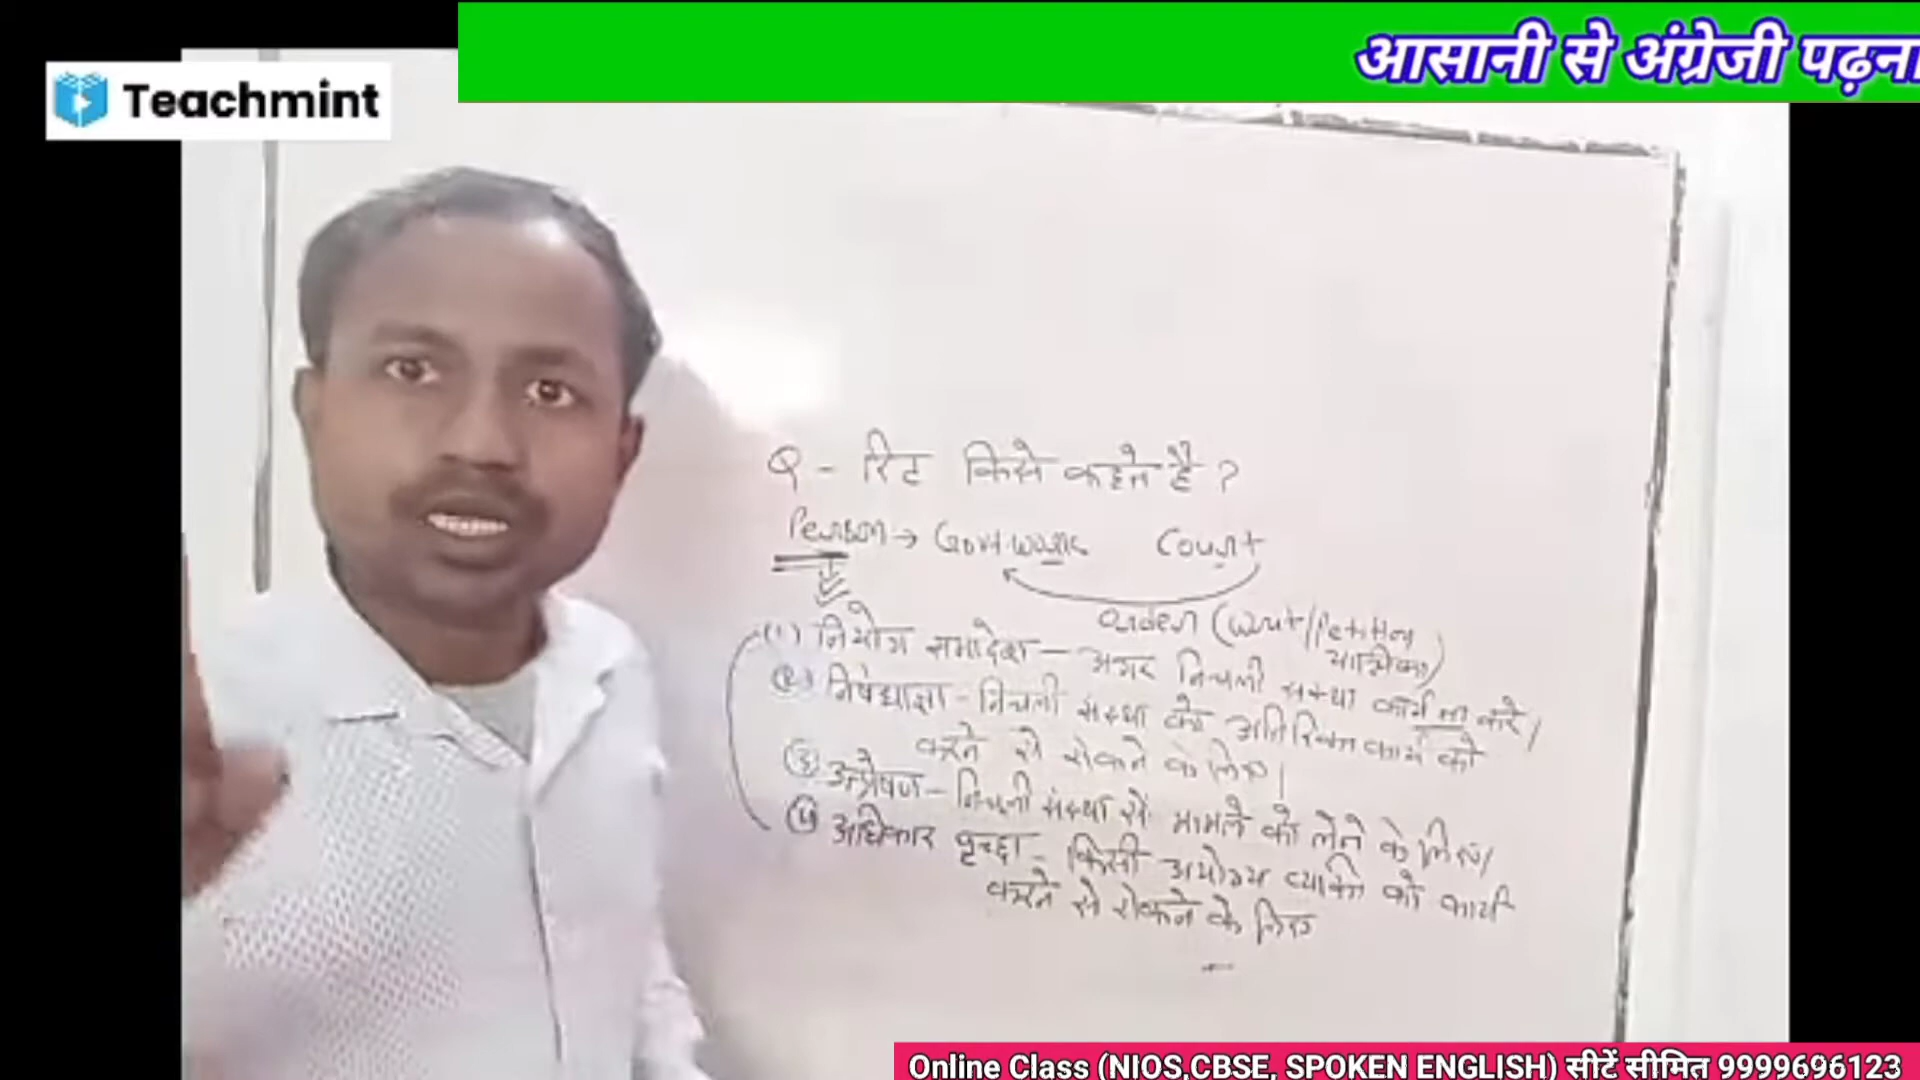 आसानी से अंग्रेजी पढ़ना
Teachmint
Q - रिट किसे कहते है ?
Person → Govt work Court
order (writ/Petition
याचिका)
(1) नियोग समादेश - अगर निचली संस्था कार्य ना करे।
(2) निषेधाज्ञा - निचली संस्था को अतिरिक्त कार्य को
करने से रोकने के लिए।
(3) उत्प्रेषण - निचली संस्था से मामले को लेने के लिए।
(4) अधिकार पृच्छा - किसी अयोग्य व्यक्ति को कार्य
करने से रोकने के लिए
Online Class (NIOS,CBSE, SPOKEN ENGLISH) सीटें सीमित 9999696123